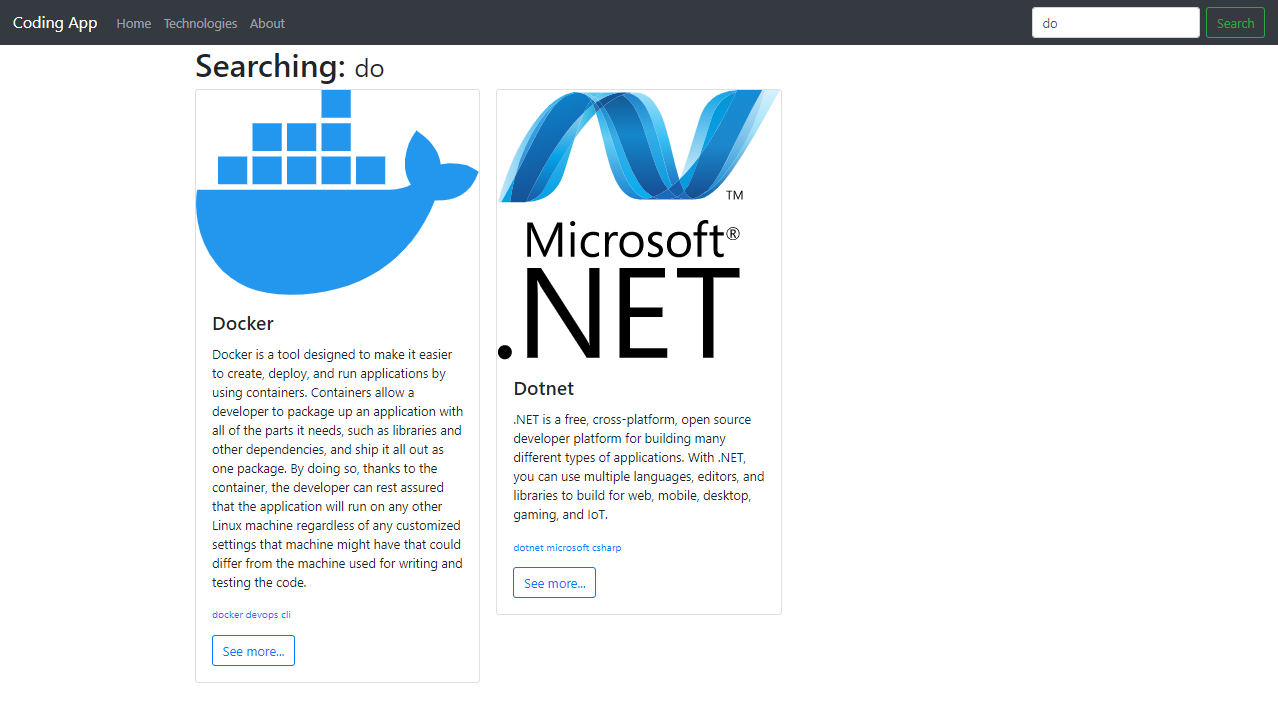 Coding App Home Technologies About do Search
Searching: do
TM
Microsoft®
.NET
Docker
Docker is a tool designed to make it easier
to create, deploy, and run applications by
using containers. Containers allow a
developer to package up an application with
all of the parts it needs, such as libraries and
other dependencies, and ship it all out as
one package. By doing so, thanks to the
container, the developer can rest assured
that the application will run on any other
Linux machine regardless of any customized
settings that machine might have that could
differ from the machine used for writing and
testing the code.
docker devops cli
See more...
Dotnet
.NET is a free, cross-platform, open source
developer platform for building many
different types of applications. With .NET,
you can use multiple languages, editors, and
libraries to build for web, mobile, desktop,
gaming, and IoT.
dotnet microsoft csharp
See more...